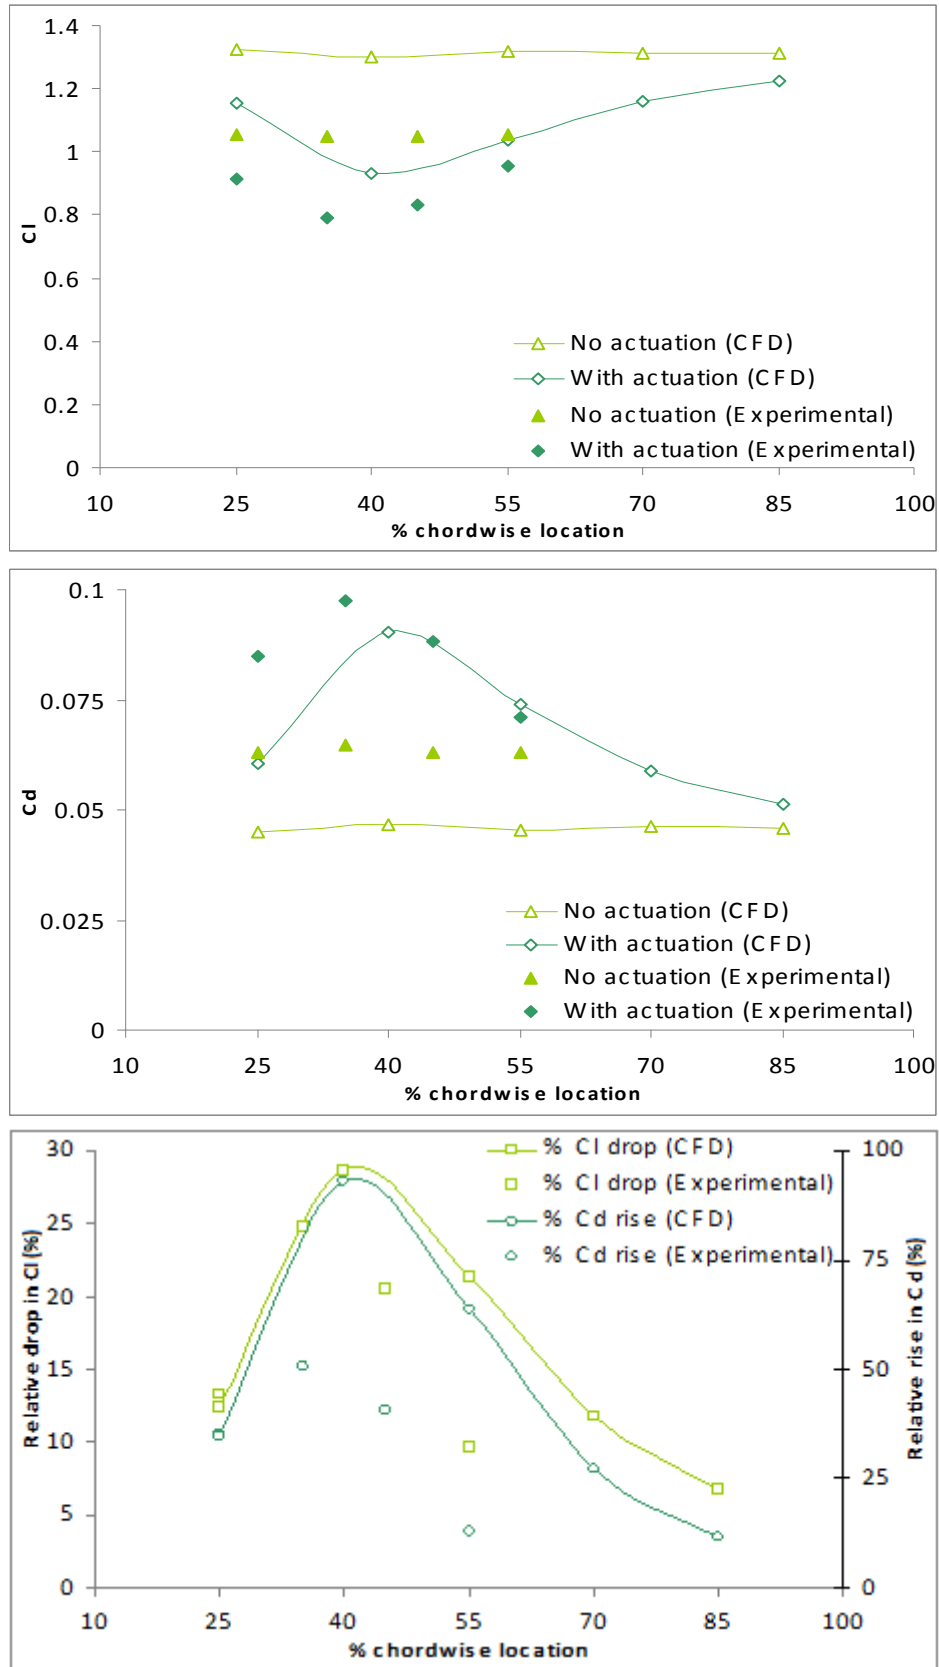 1.4
1.2
1
0.8
0.6
0.4
0.2
0
Cl
No actuation (CFD)
With actuation (CFD)
No actuation (Experimental)
With actuation (Experimental)
10 25 40 55 70 85 100
% chordwise location
0.1
0.075
0.05
0.025
0
Cd
No actuation (CFD)
With actuation (CFD)
No actuation (Experimental)
With actuation (Experimental)
10 25 40 55 70 85 100
% chordwise location
30
25
20
15
10
5
0
Relative drop in Cl (%)
% Cl drop (CFD)
% Cl drop (Experimental)
% Cd rise (CFD)
% Cd rise (Experimental)
100
75
50
25
0
Relative rise in Cd (%)
10 25 40 55 70 85 100
% chordwise location